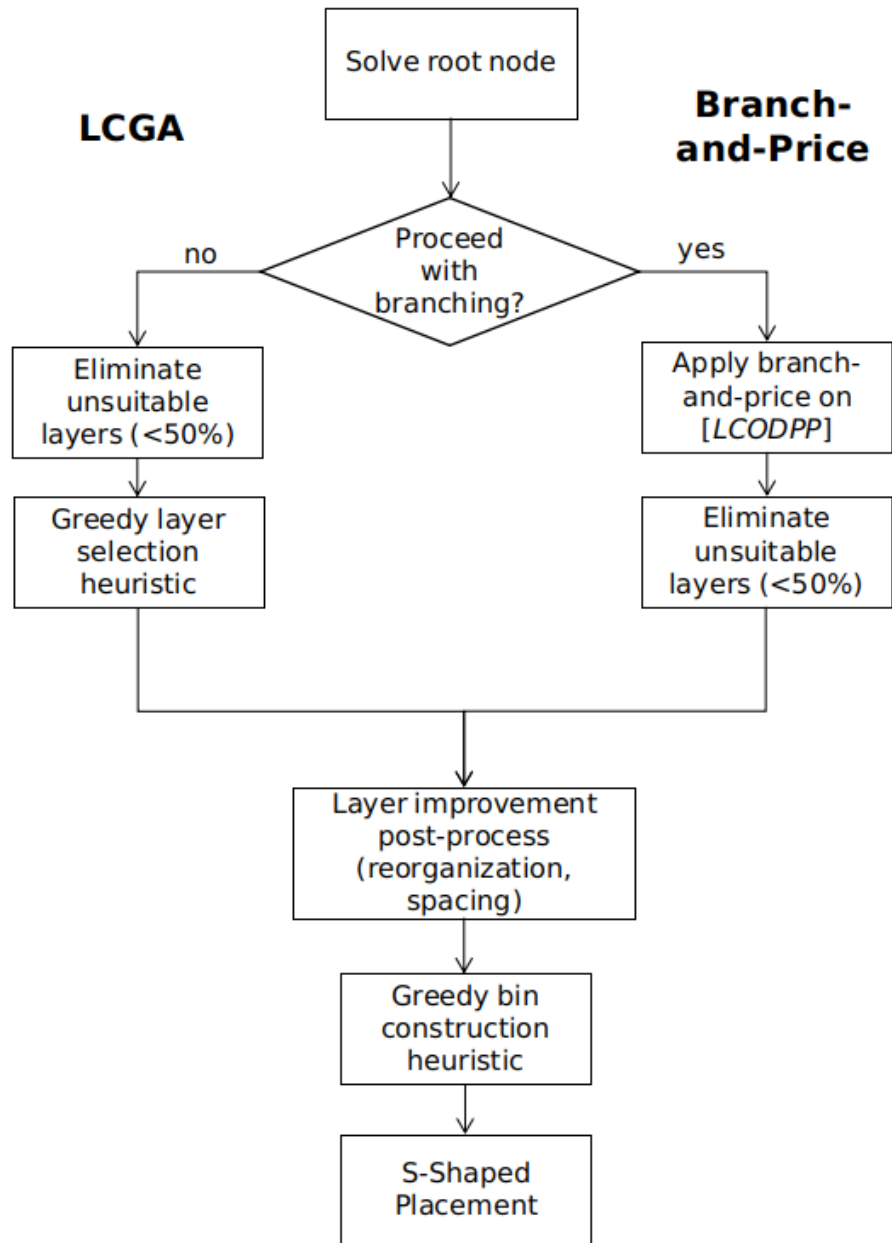 Solve root node
LCGA
Branch-
and-Price
Proceed
with
branching?
no
yes
Eliminate
unsuitable
layers (<50%)
Apply branch-
and-price on
[LCODPP]
Greedy layer
selection
heuristic
Eliminate
unsuitable
layers (<50%)
Layer improvement
post-process
(reorganization,
spacing)
Greedy bin
construction
heuristic
S-Shaped
Placement